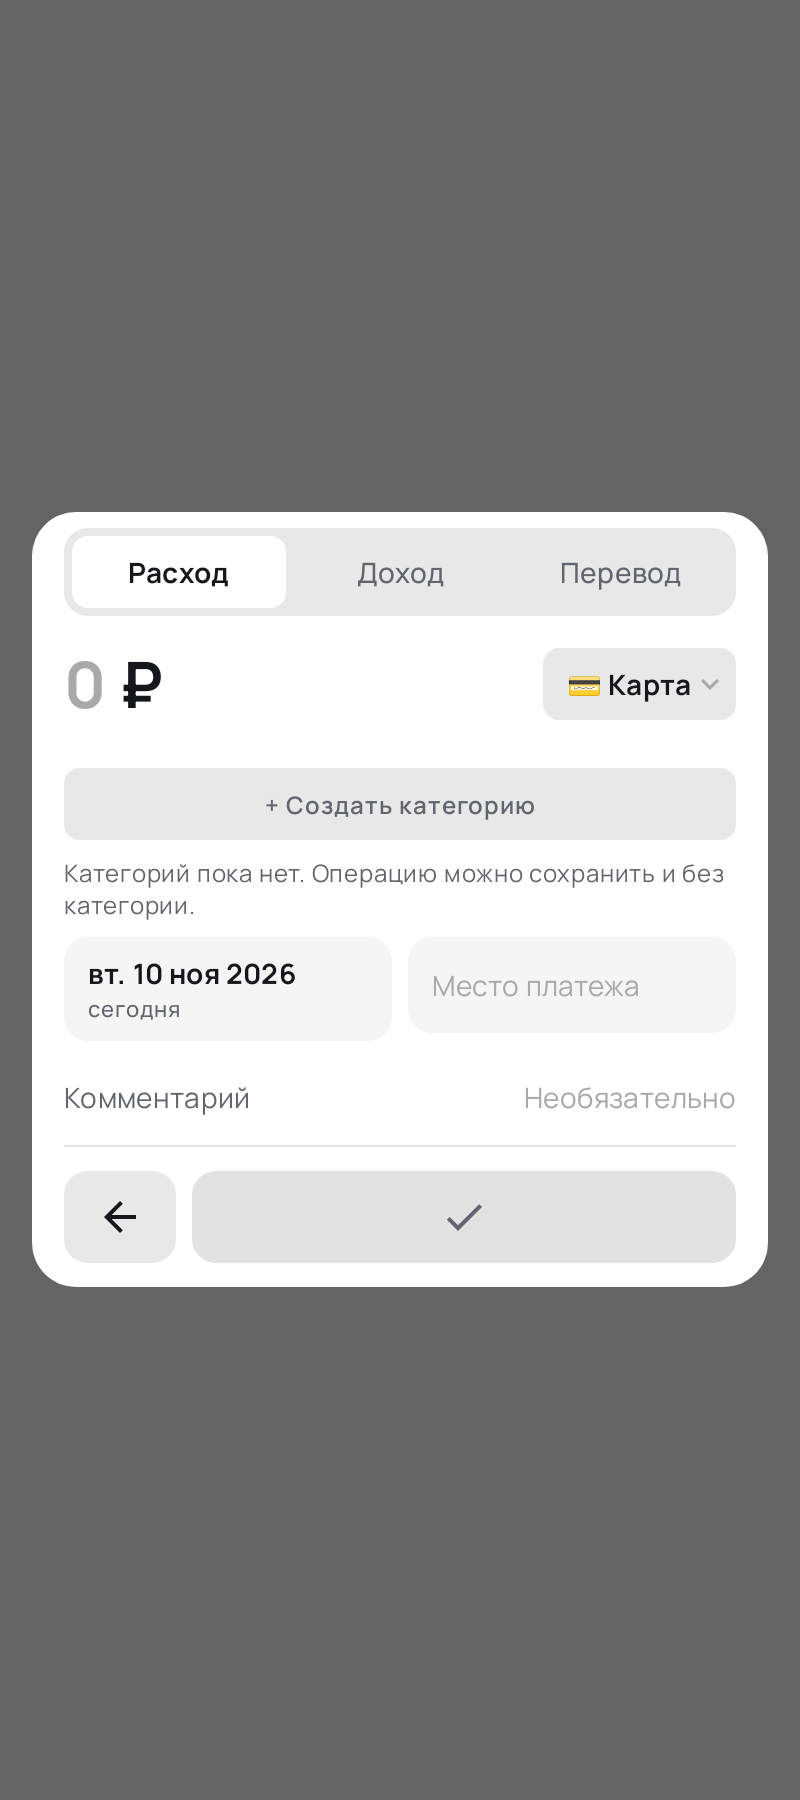 Расход Доход Перевод
0 ₽ 💳 Карта
+ Создать категорию
Категорий пока нет. Операцию можно сохранить и без
категории.
вт. 10 ноя 2026
сегодня
Место платежа
Комментарий Необязательно